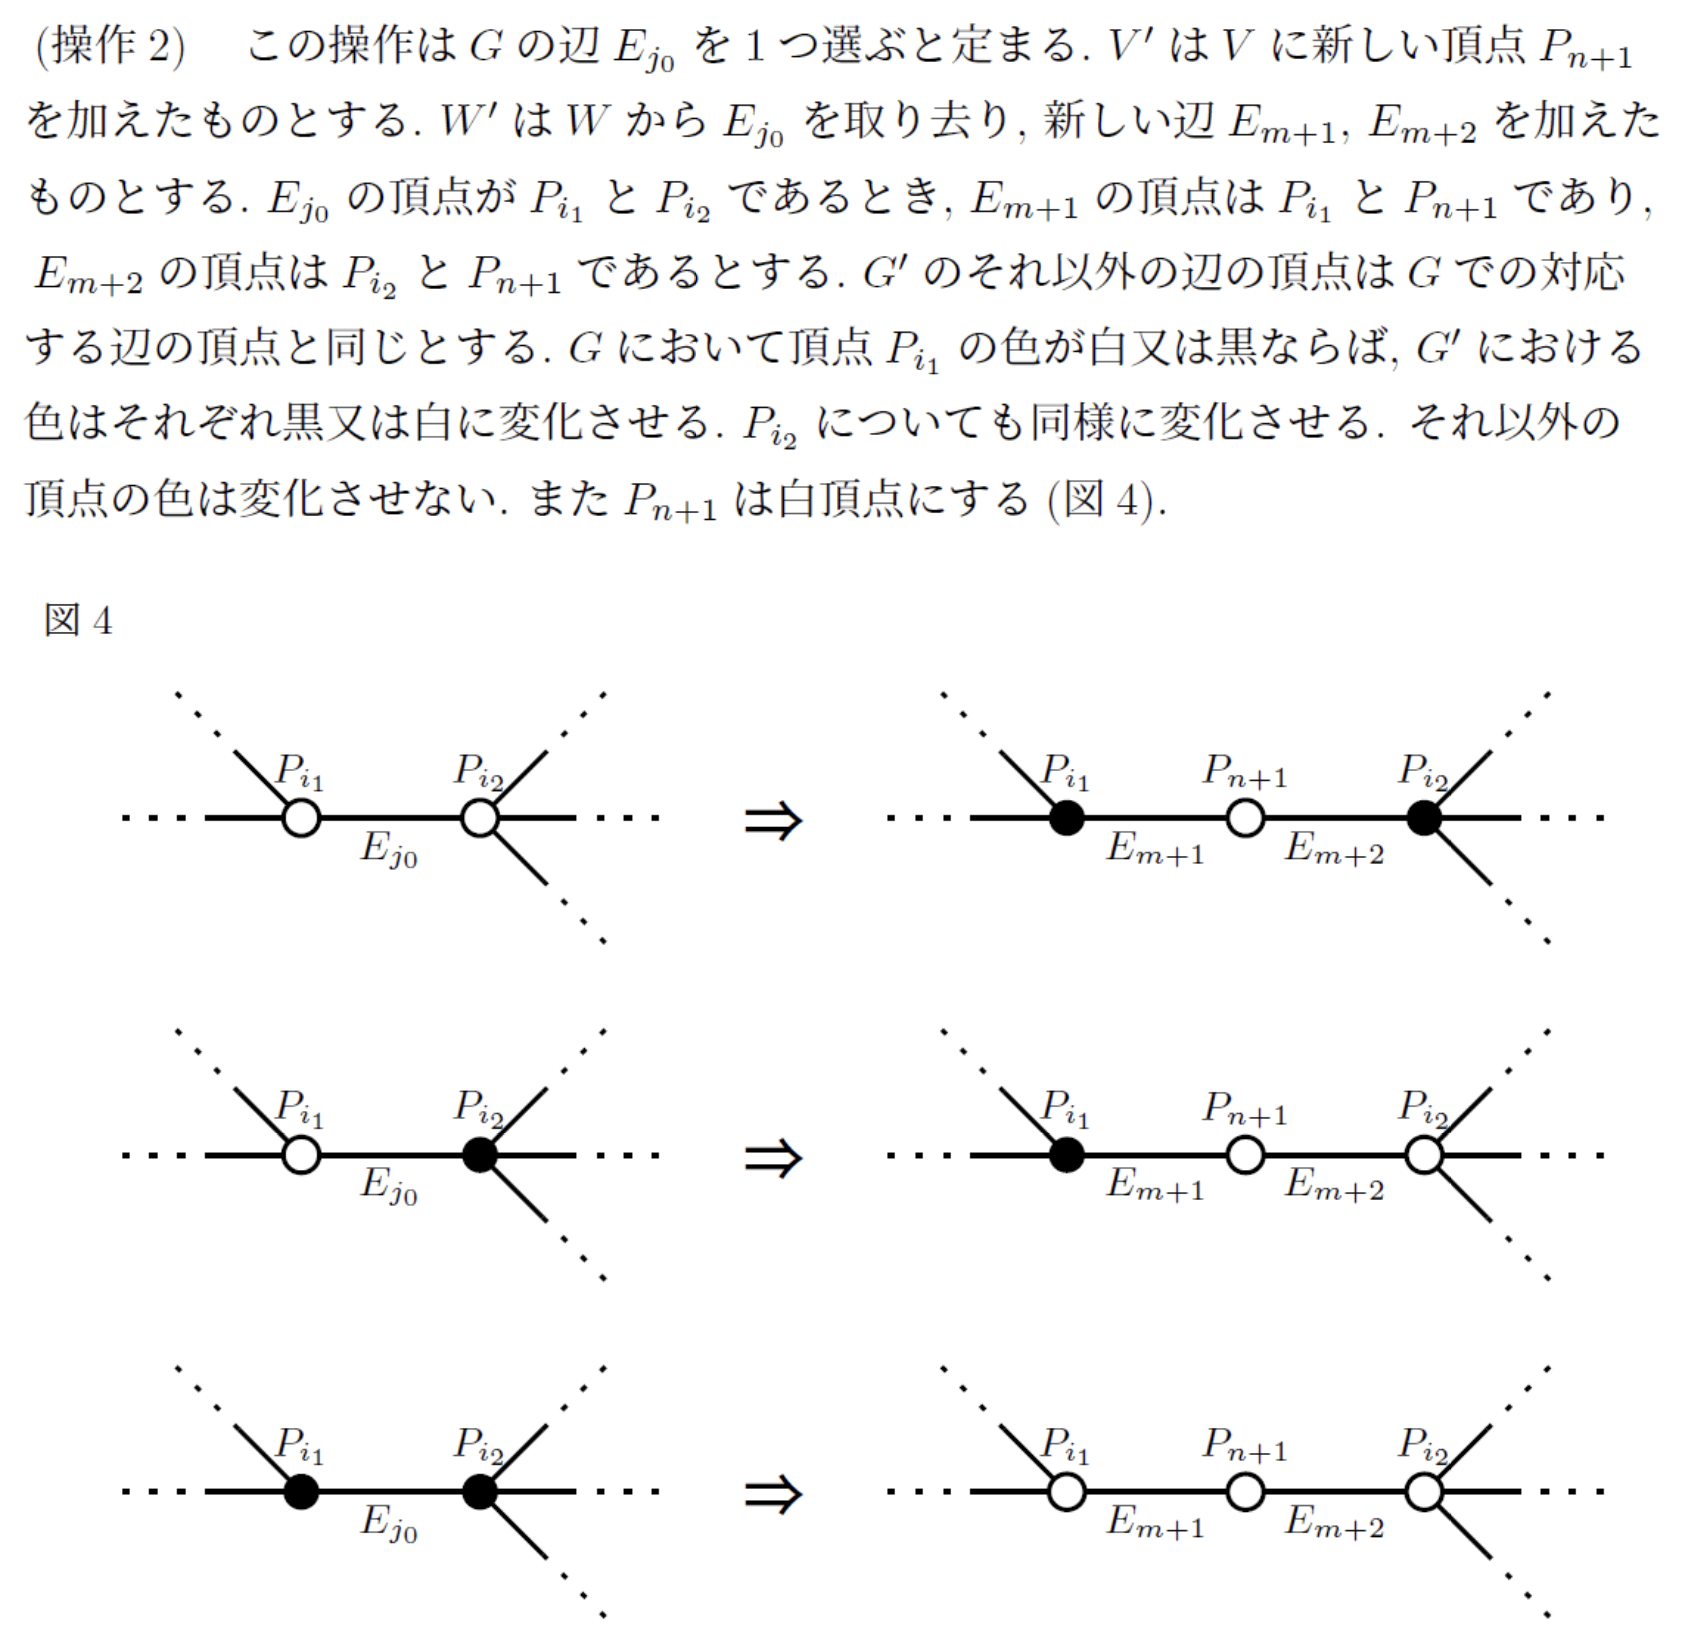 (操作 2) この操作は G の辺 E_{j_0} を 1 つ選ぶと定まる. V′ は V に新しい頂点 P_{n+1}
を加えたものとする. W′ は W から E_{j_0} を取り去り, 新しい辺 E_{m+1}, E_{m+2} を加えた
ものとする. E_{j_0} の頂点が P_{i_1} と P_{i_2} であるとき, E_{m+1} の頂点は P_{i_1} と P_{n+1} であり,
E_{m+2} の頂点は P_{i_2} と P_{n+1} であるとする. G′ のそれ以外の辺の頂点は G での対応
する辺の頂点と同じとする. G において頂点 P_{i_1} の色が白又は黒ならば, G′ における
色はそれぞれ黒又は白に変化させる. P_{i_2} についても同様に変化させる. それ以外の
頂点の色は変化させない. また P_{n+1} は白頂点にする (図 4).
図 4
P_{i_1} P_{i_2} P_{i_1} P_{n+1} P_{i_2}
⇒
E_{j_0} E_{m+1} E_{m+2}
P_{i_1} P_{i_2} P_{i_1} P_{n+1} P_{i_2}
⇒
E_{j_0} E_{m+1} E_{m+2}
P_{i_1} P_{i_2} P_{i_1} P_{n+1} P_{i_2}
⇒
E_{j_0} E_{m+1} E_{m+2}